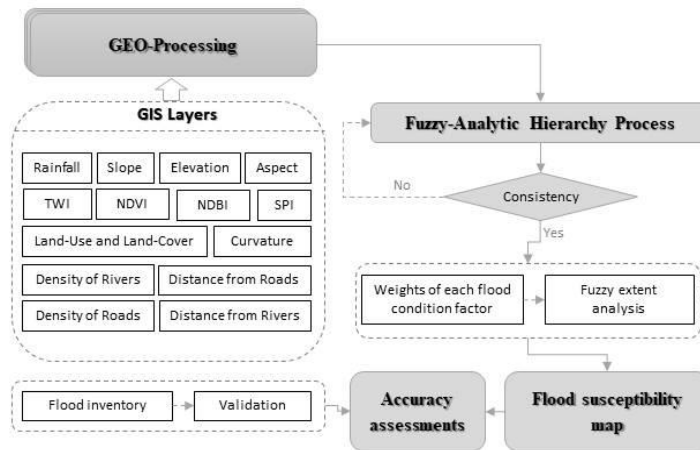 GEO-Processing
GIS Layers
Rainfall
Slope
Elevation
Aspect
TWI
NDVI
NDBI
SPI
Land-Use and Land-Cover
Curvature
Density of Rivers
Distance from Roads
Density of Roads
Distance from Rivers
Fuzzy-Analytic Hierarchy Process
No
Consistency
Yes
Weights of each flood
condition factor
Fuzzy extent
analysis
Flood inventory
Validation
Accuracy
assessments
Flood susceptibility
map